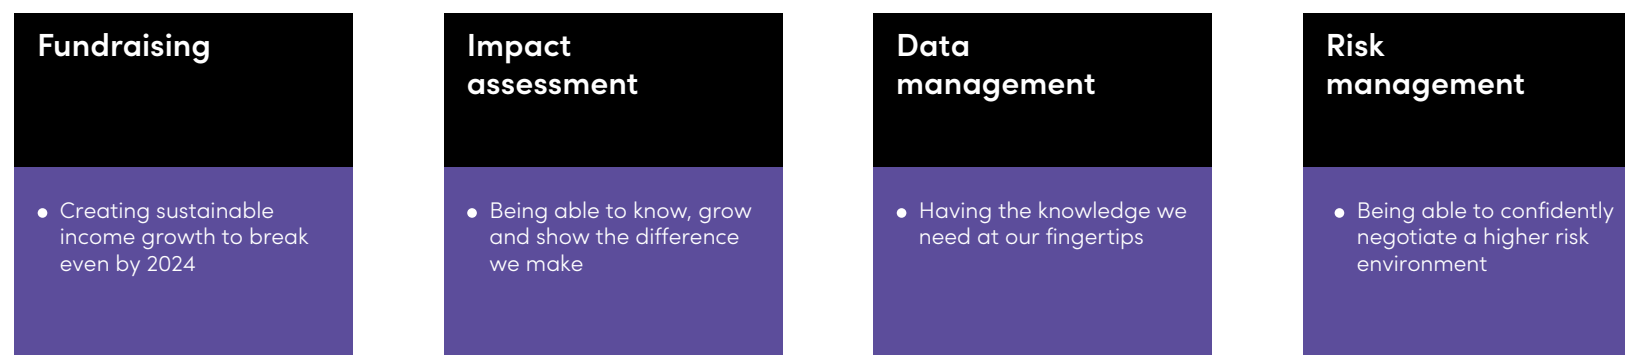 Fundraising
• Creating sustainable
income growth to break
even by 2024
Impact
assessment
• Being able to know, grow
and show the difference
we make
Data
management
• Having the knowledge we
need at our fingertips
Risk
management
• Being able to confidently
negotiate a higher risk
environment